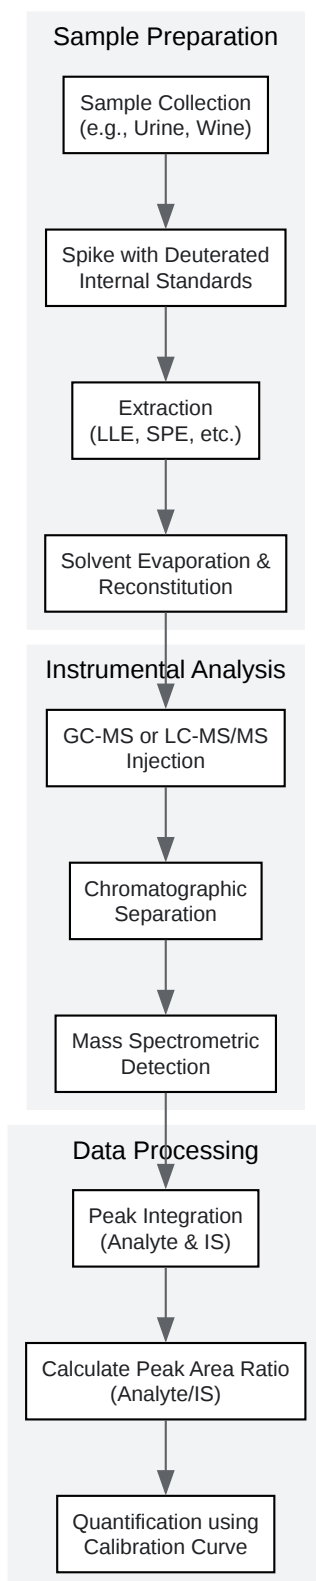 Sample Preparation
Sample Collection
(e.g., Urine, Wine)
Spike with Deuterated
Internal Standards
Extraction
(LLE, SPE, etc.)
Solvent Evaporation &
Reconstitution
Instrumental Analysis
GC-MS or LC-MS/MS
Injection
Chromatographic
Separation
Mass Spectrometric
Detection
Data Processing
Peak Integration
(Analyte & IS)
Calculate Peak Area Ratio
(Analyte/IS)
Quantification using
Calibration Curve